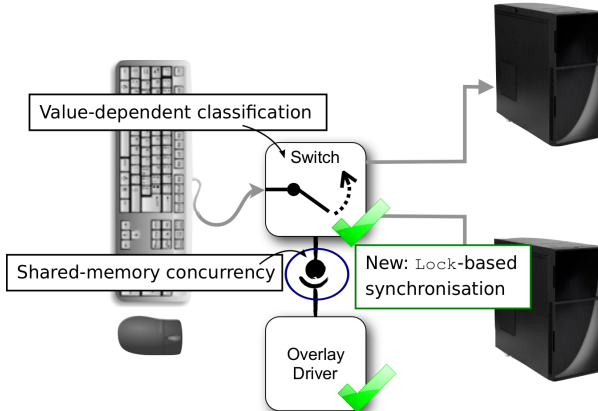 Value-dependent classification
Switch
Shared-memory concurrency
New: Lock-based
synchronisation
Overlay
Driver